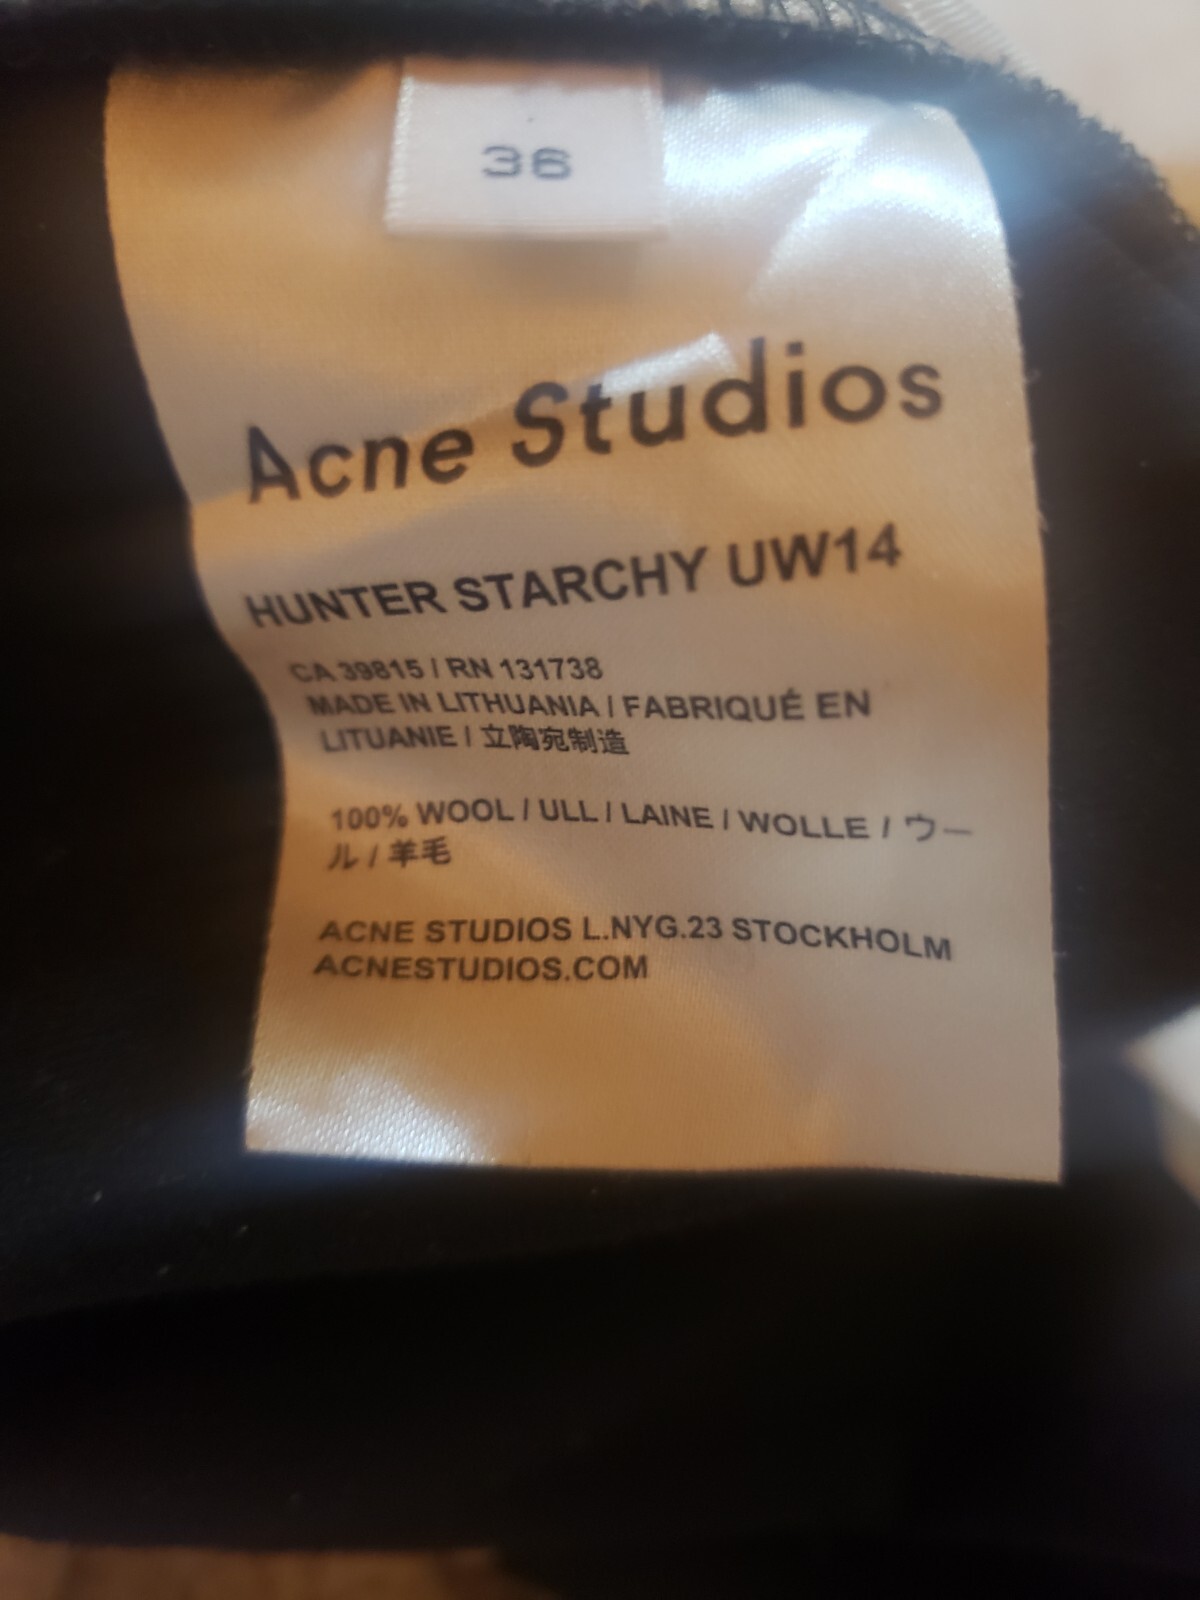 36
Acne Studios
HUNTER STARCHY UW14
CA 39815 / RN 131738
MADE IN LITHUANIA / FABRIQUÉ EN
LITUANIE / 立陶宛制造
100% WOOL / ULL / LAINE / WOLLE / ウー
ル / 羊毛
ACNE STUDIOS L.NYG.23 STOCKHOLM
ACNESTUDIOS.COM